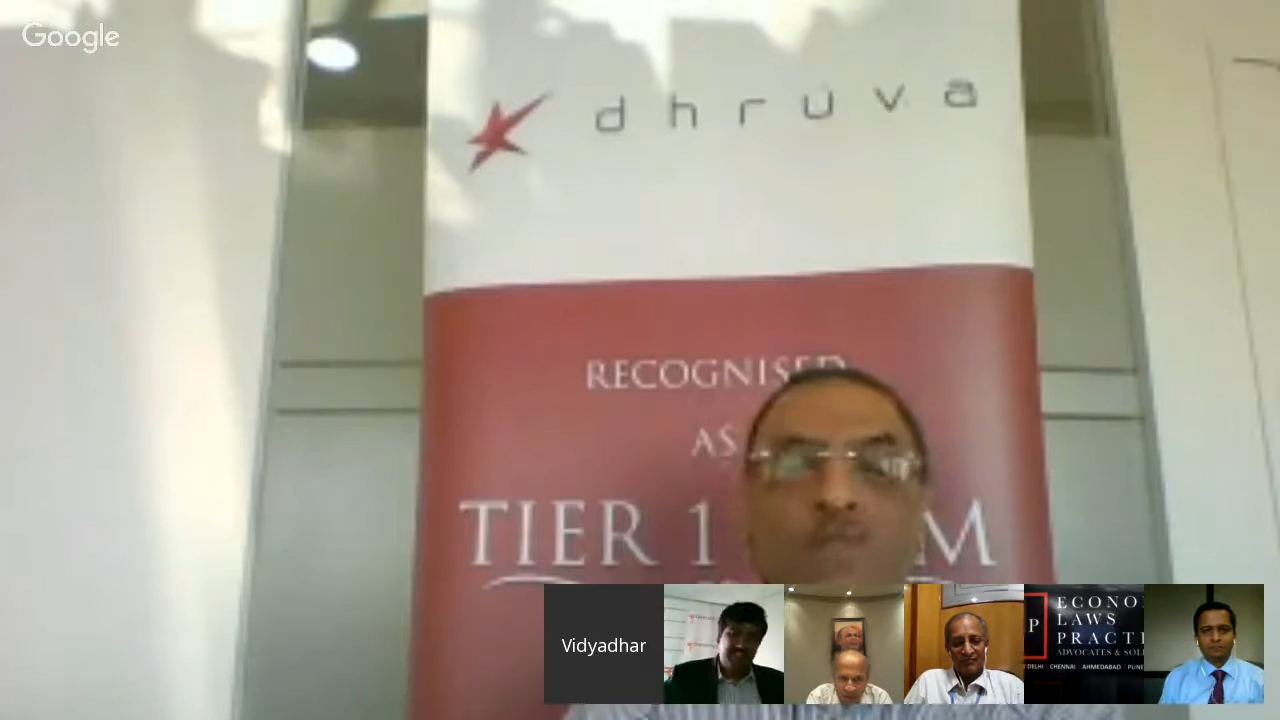 Google
dhruva
RECOGNISED
AS
TIER 1
M
Vidyadhar
P
ECONO
LAWS
PRACTI
ADVOCATES & SOLI
DELHI | CHENNAI | AHMEDABAD | PUNE